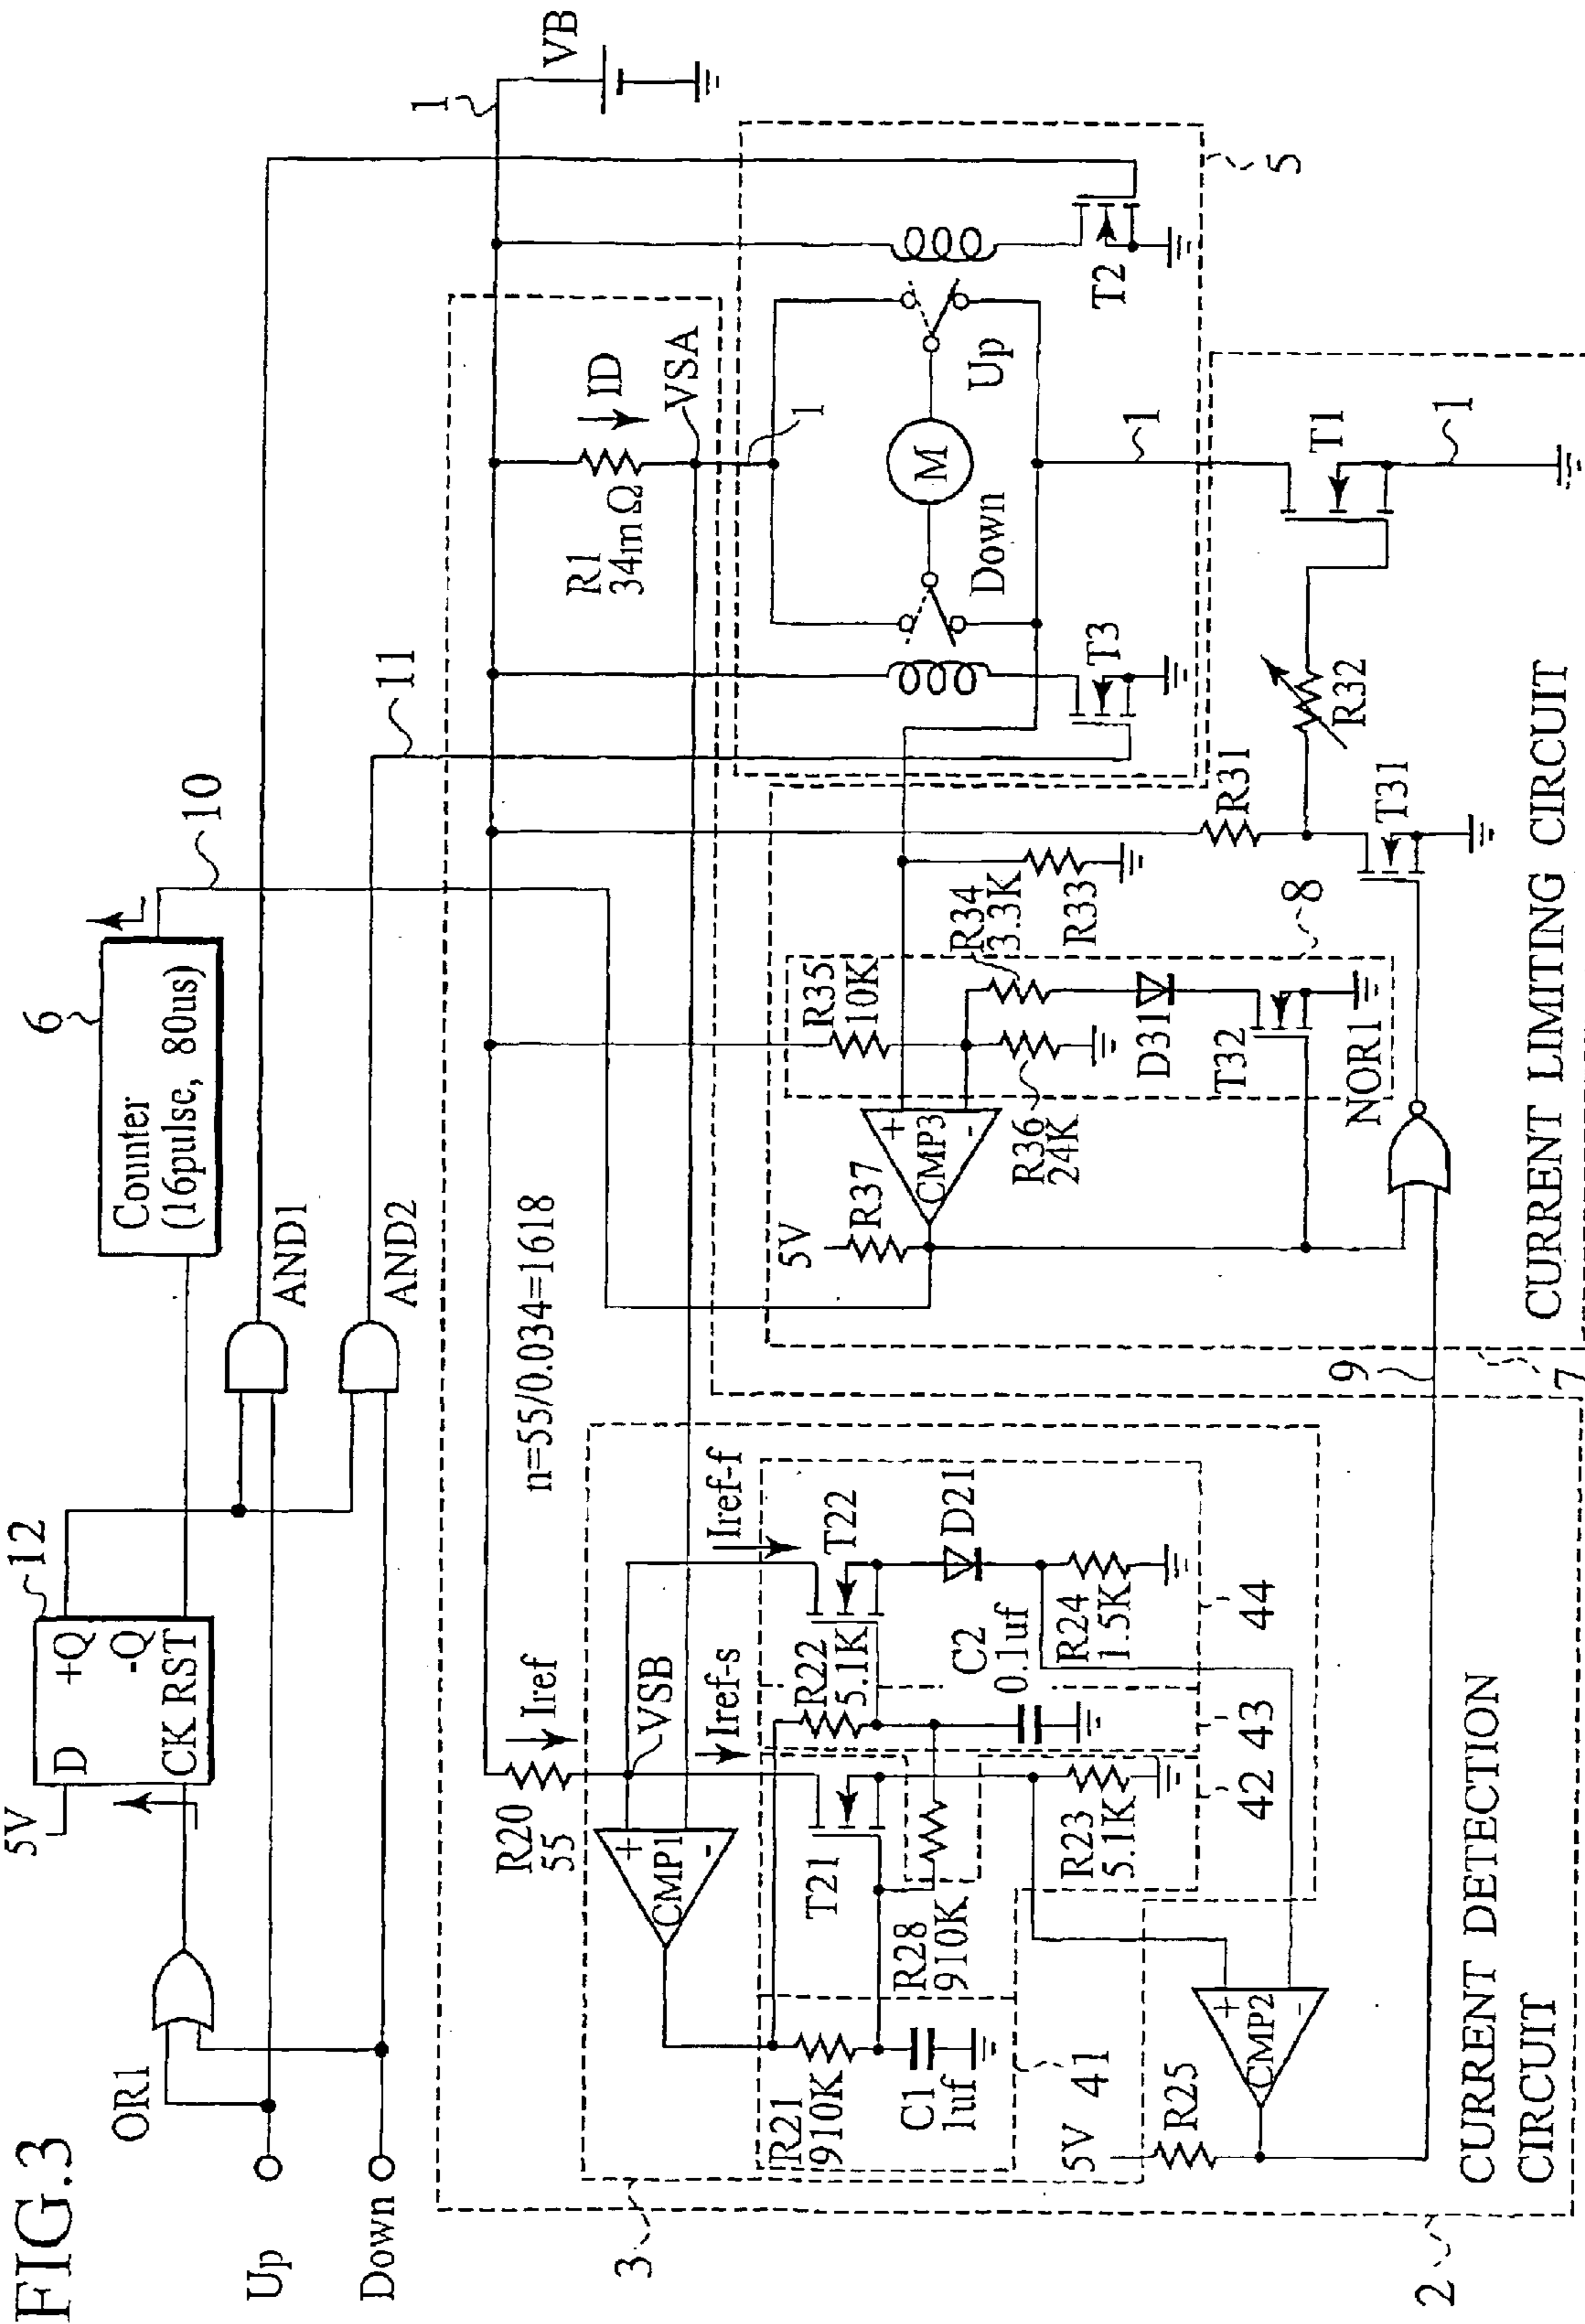 FIG.3
Up
Down
OR1
5V
D +Q
-Q
CK RST
12
Counter
(16pulse, 80us)
6
10
AND1
AND2
11
1
VB
n=55/0.034=1618
R1
34mΩ
ID
VSA
1
R20
55
Iref
VSB
Iref-f
Iref-s
+
CMP1
-
T21
T22
D21
R22
5.1K
R28
910K
C2
0.1uf
R24
1.5K
R23
5.1K
R21
910K
C1
1uf
41
42
43
44
5V
R25
+
CMP2
-
3
2
CURRENT DETECTION
CIRCUIT
5
M
Up
Down
T2
T3
1
T1
1
R31
R32
T31
R33
R34
3.3K
R35
10K
R36
24K
D31
T32
8
NOR1
5V
R37
+
CMP3
-
9
7
CURRENT LIMITING CIRCUIT